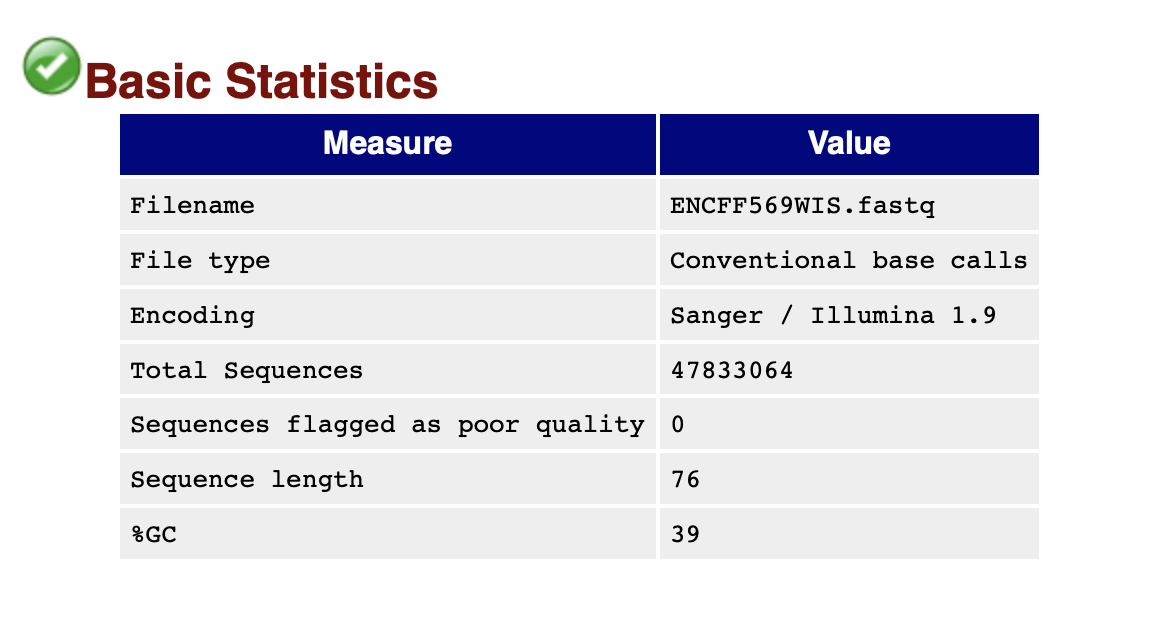 Basic Statistics
Measure Value
Filename ENCFF569WIS.fastq
File type Conventional base calls
Encoding Sanger / Illumina 1.9
Total Sequences 47833064
Sequences flagged as poor quality 0
Sequence length 76
%GC 39